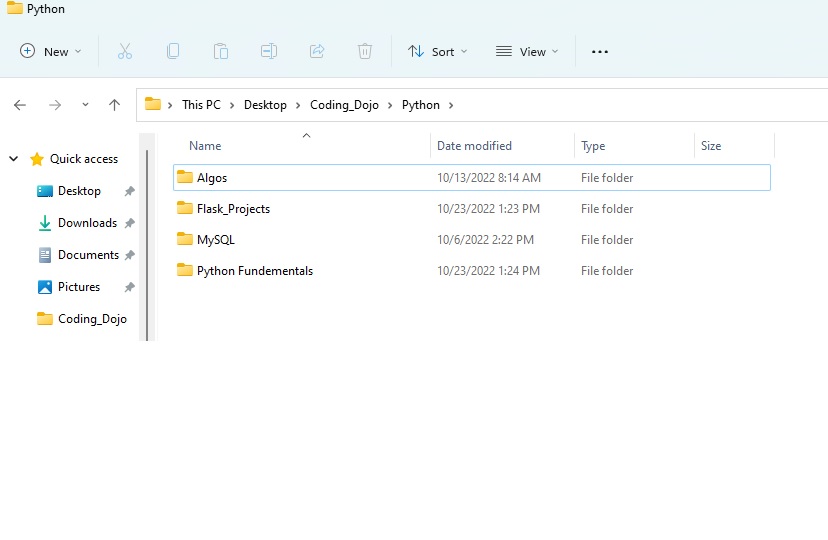 Python
New
Sort
View
This PC
Desktop
Coding_Dojo
Python
Quick access
Desktop
Downloads
Documents
Pictures
Coding_Dojo
Name Date modified Type Size
Algos 10/13/2022 8:14 AM File folder
Flask_Projects 10/23/2022 1:23 PM File folder
MySQL 10/6/2022 2:22 PM File folder
Python Fundementals 10/23/2022 1:24 PM File folder